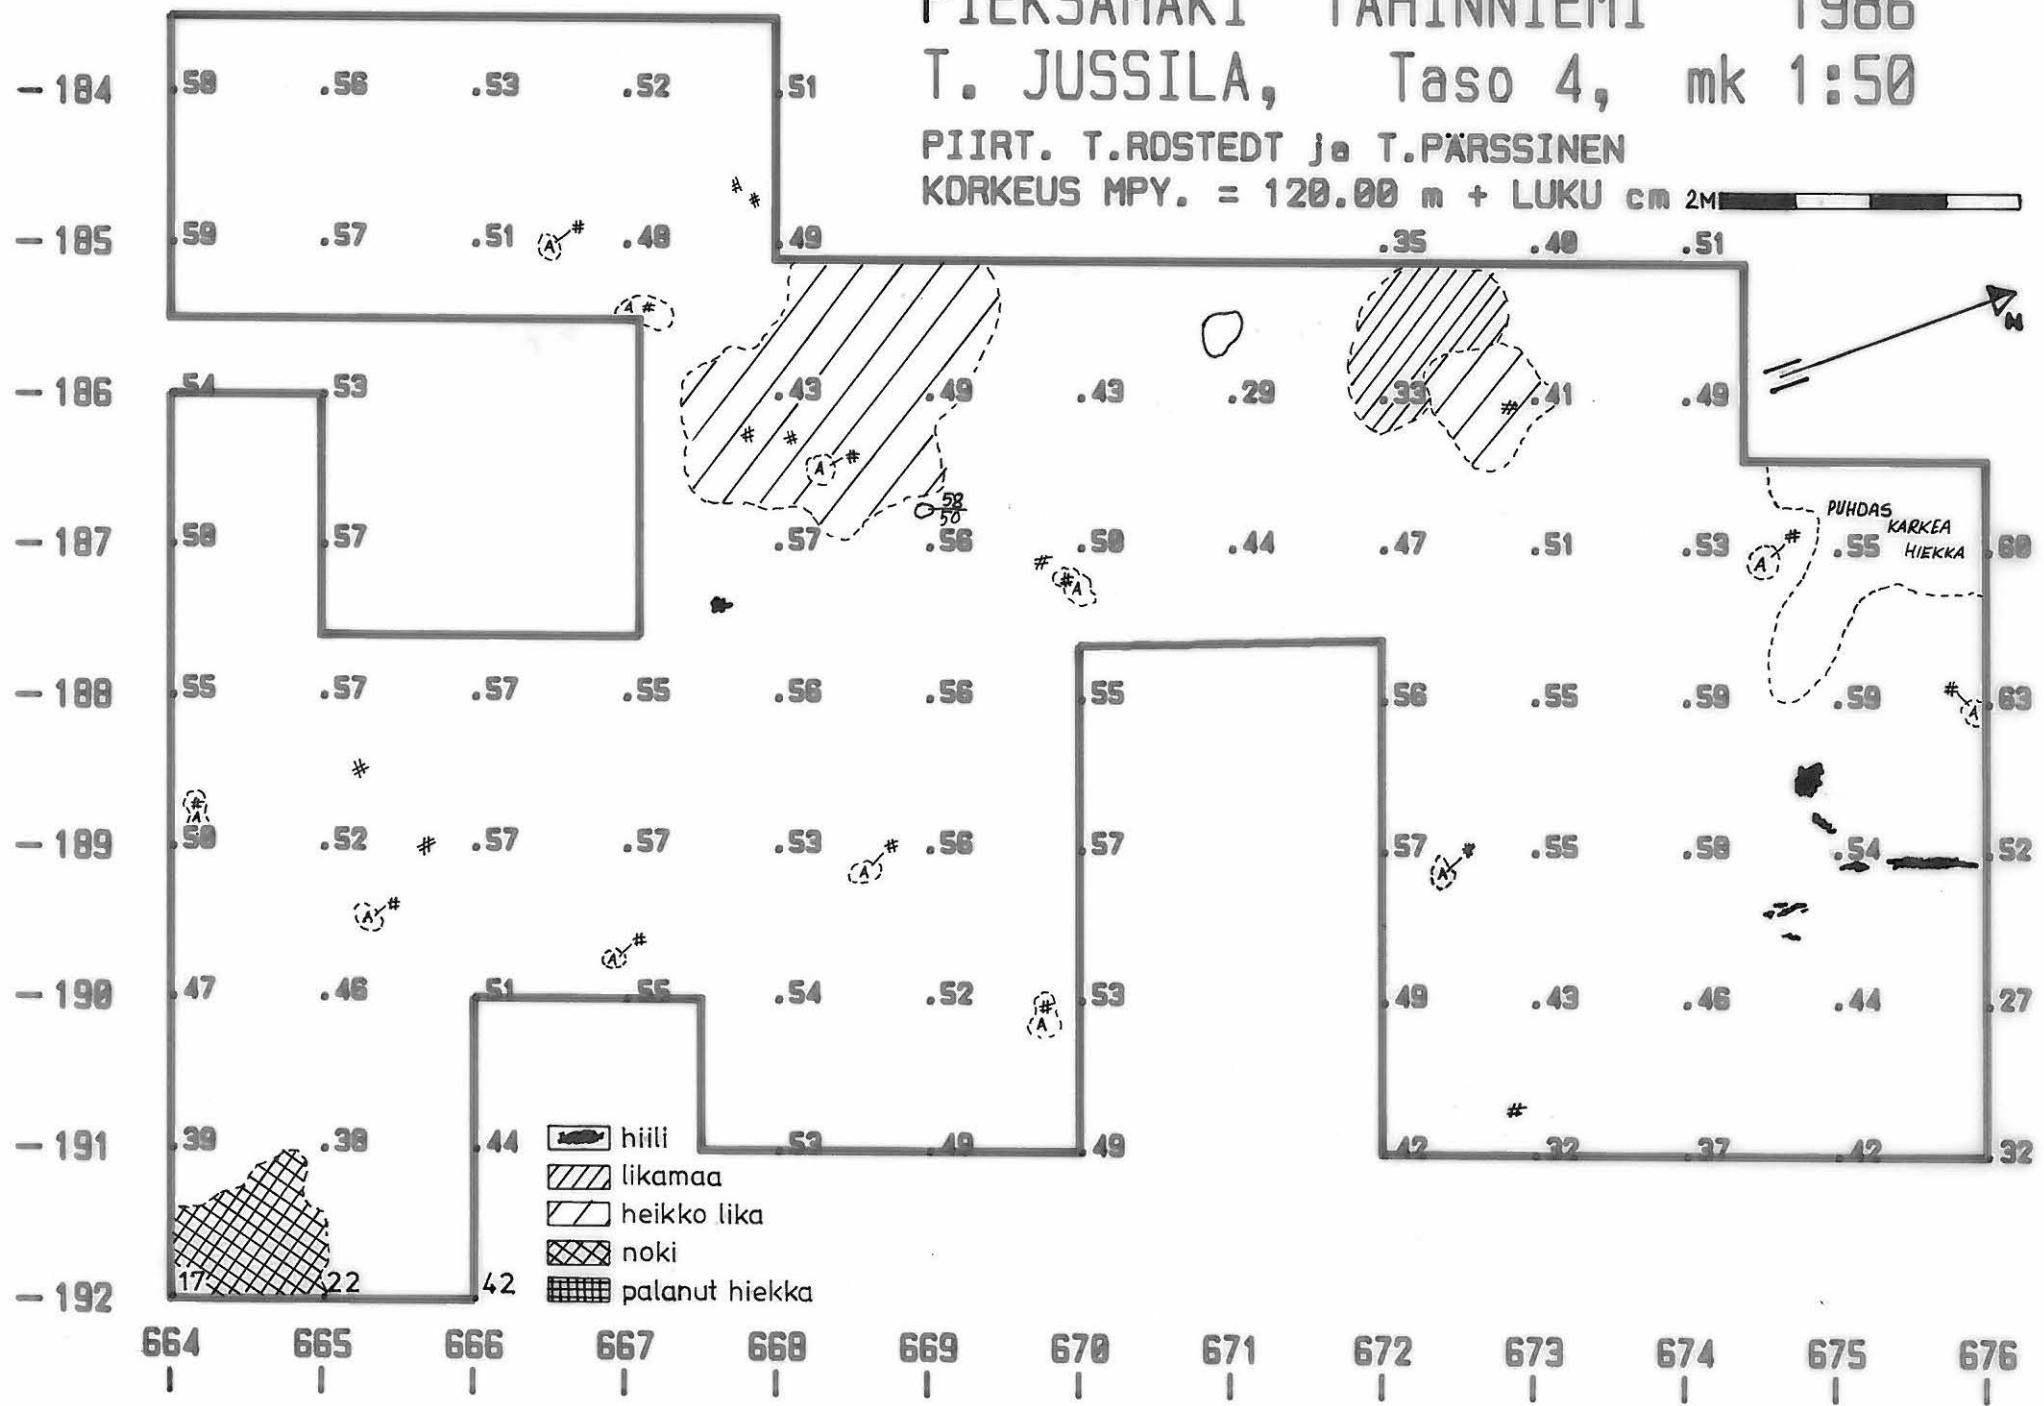 PIEKSÄMÄKI TAHINNIEMI 1986
T. JUSSILA, Taso 4, mk 1:50
PIIRT. T.ROSTEDT ja T.PÄRSSINEN
KORKEUS MPY. = 120.00 m + LUKU cm 2M
-184 .58 .56 .53 .52 .51
# #
-185 .59 .57 .51 A # .48 .49 .35 .40 .51
A #
N
-186 54 53 .43 .49 .43 .29 .33 # .41 .49
# # A #
58
50
PUHDAS
KARKEA
HIEKKA
-187 .58 .57 .57 .56 .50 .44 .47 .51 .53 A # .55 60
# # A
-188 .55 .57 .57 .55 .56 .56 .55 .56 .55 .59 .59 # A 63
#
# A
-189 .50 .52 # .57 .57 .53 A # .56 .57 .57 A # .55 .58 .54 .52
A #
A #
-190 .47 .46 51 .55 .54 .52 # A .53 .49 .43 .46 .44 .27
#
-191 .39 .38 .44 .53 .49 .49 .42 .32 .37 .42 .32
hiili
likamaa
heikko lika
noki
palanut hiekka
-192 17 22 42
664 665 666 667 668 669 670 671 672 673 674 675 676